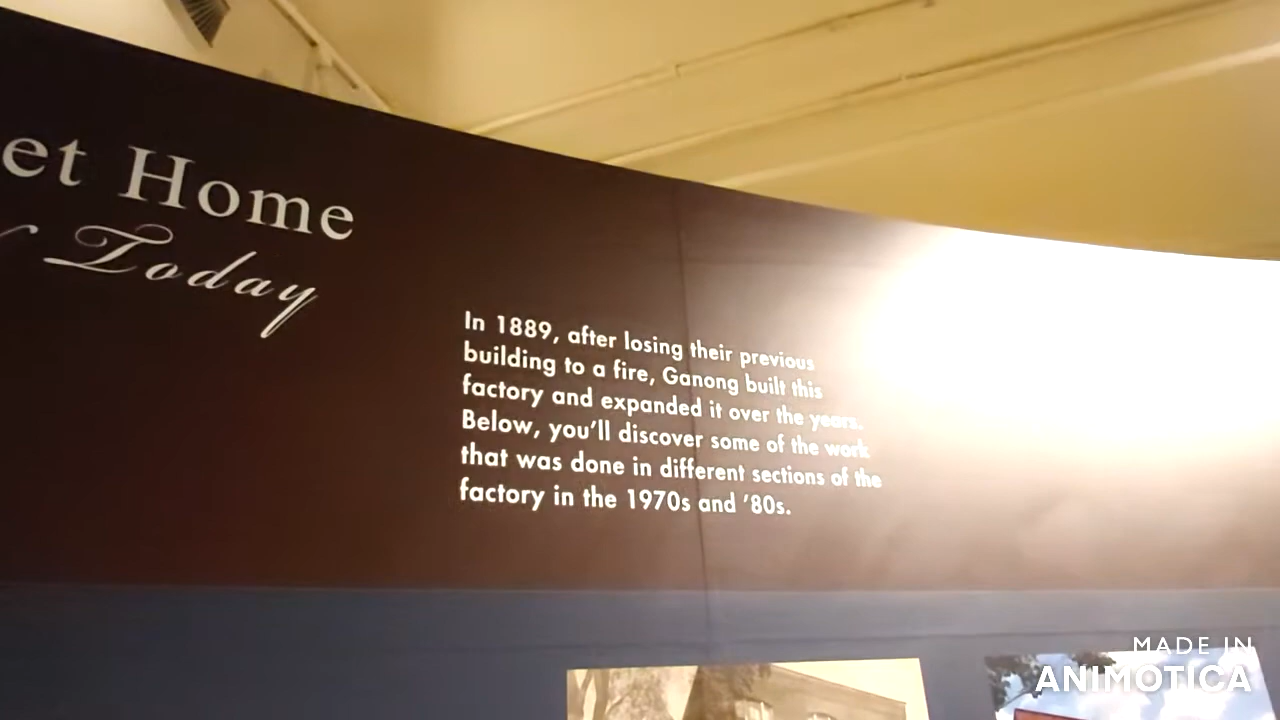 et Home
Today
In 1889, after losing their previous
building to a fire, Ganong built this
factory and expanded it over the years.
Below, you'll discover some of the work
that was done in different sections of the
factory in the 1970s and '80s.
MADE IN
ANIMOTICA